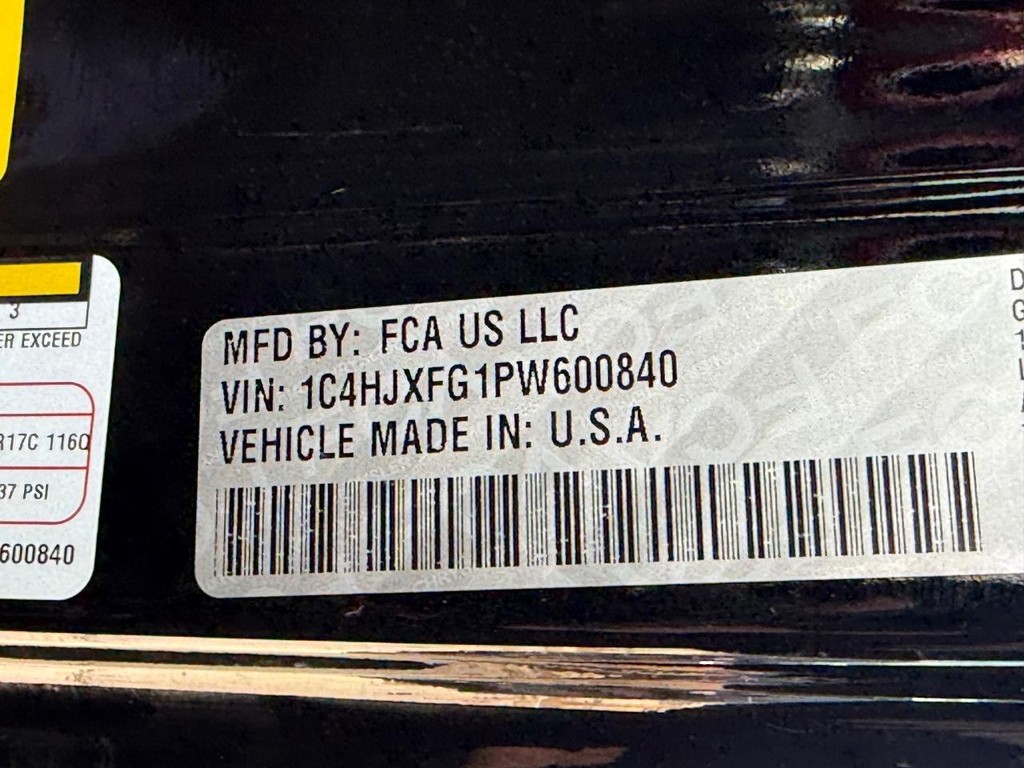 3
ER EXCEED
R17C 116Q
37 PSI
600840
MFD BY: FCA US LLC
VIN: 1C4HJXFG1PW600840
VEHICLE MADE IN: U.S.A.
D
G